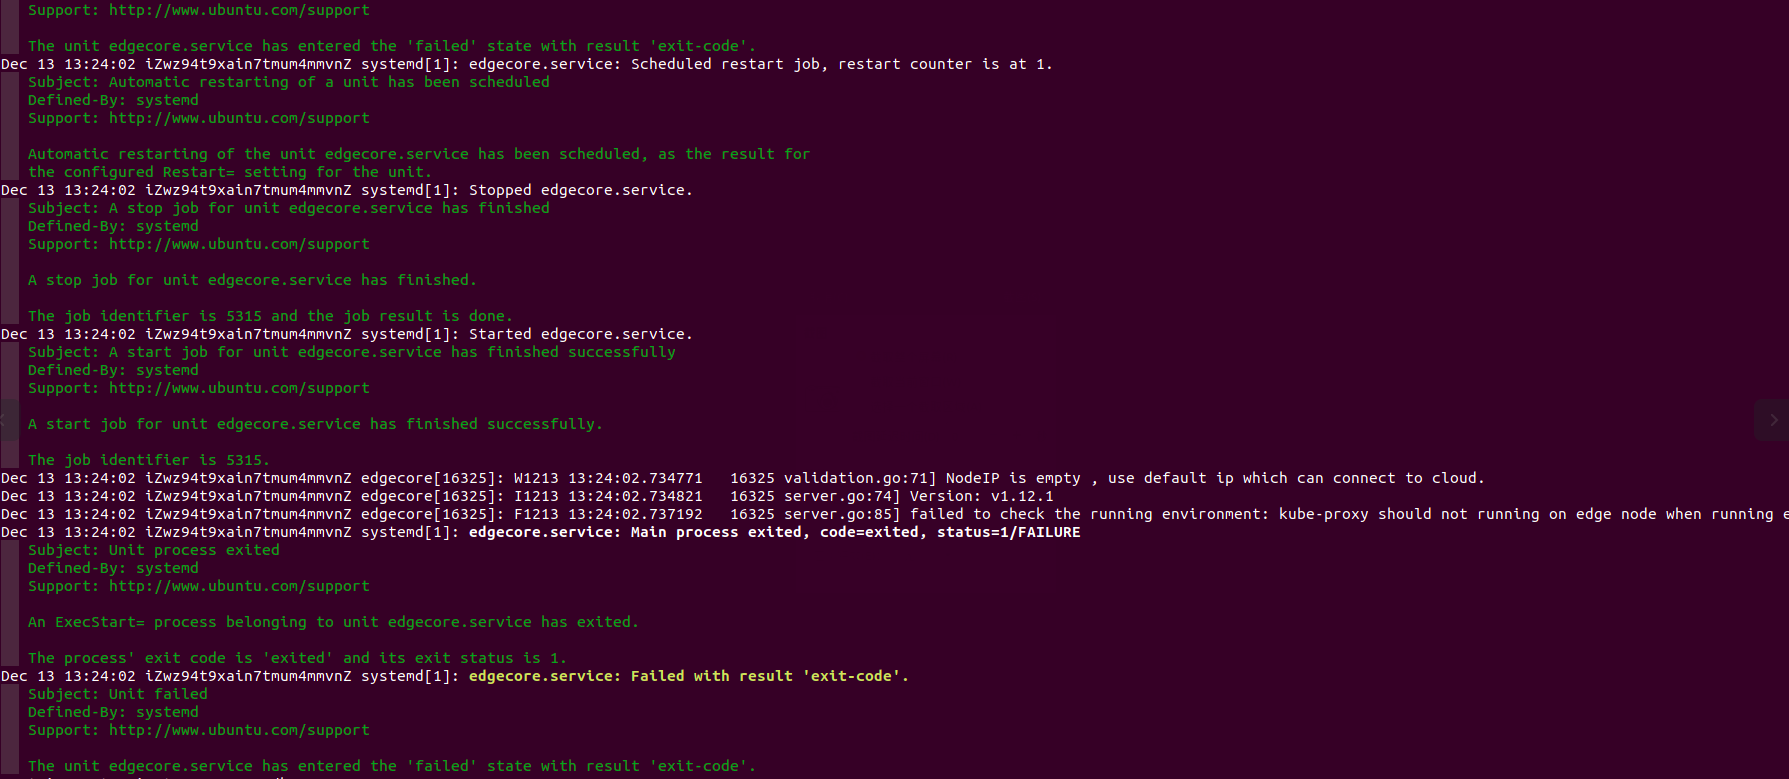 Support: http://www.ubuntu.com/support
The unit edgecore.service has entered the 'failed' state with result 'exit-code'.
Dec 13 13:24:02 iZwz94t9xain7tmum4mmvnZ systemd[1]: edgecore.service: Scheduled restart job, restart counter is at 1.
Subject: Automatic restarting of a unit has been scheduled
Defined-By: systemd
Support: http://www.ubuntu.com/support
Automatic restarting of the unit edgecore.service has been scheduled, as the result for
the configured Restart= setting for the unit.
Dec 13 13:24:02 iZwz94t9xain7tmum4mmvnZ systemd[1]: Stopped edgecore.service.
Subject: A stop job for unit edgecore.service has finished
Defined-By: systemd
Support: http://www.ubuntu.com/support
A stop job for unit edgecore.service has finished.
The job identifier is 5315 and the job result is done.
Dec 13 13:24:02 iZwz94t9xain7tmum4mmvnZ systemd[1]: Started edgecore.service.
Subject: A start job for unit edgecore.service has finished successfully
Defined-By: systemd
Support: http://www.ubuntu.com/support
A start job for unit edgecore.service has finished successfully.
The job identifier is 5315.
Dec 13 13:24:02 iZwz94t9xain7tmum4mmvnZ edgecore[16325]: W1213 13:24:02.734771   16325 validation.go:71] NodeIP is empty , use default ip which can connect to cloud.
Dec 13 13:24:02 iZwz94t9xain7tmum4mmvnZ edgecore[16325]: I1213 13:24:02.734821   16325 server.go:74] Version: v1.12.1
Dec 13 13:24:02 iZwz94t9xain7tmum4mmvnZ edgecore[16325]: F1213 13:24:02.737192   16325 server.go:85] failed to check the running environment: kube-proxy should not running on edge node when running e
Dec 13 13:24:02 iZwz94t9xain7tmum4mmvnZ systemd[1]: edgecore.service: Main process exited, code=exited, status=1/FAILURE
Subject: Unit process exited
Defined-By: systemd
Support: http://www.ubuntu.com/support
An ExecStart= process belonging to unit edgecore.service has exited.
The process' exit code is 'exited' and its exit status is 1.
Dec 13 13:24:02 iZwz94t9xain7tmum4mmvnZ systemd[1]: edgecore.service: Failed with result 'exit-code'.
Subject: Unit failed
Defined-By: systemd
Support: http://www.ubuntu.com/support
The unit edgecore.service has entered the 'failed' state with result 'exit-code'.